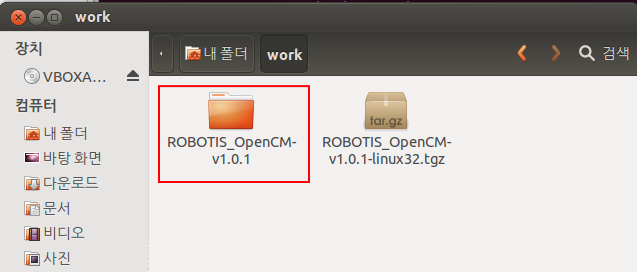 work
장치
VBOXA...
컴퓨터
내 폴더
바탕 화면
다운로드
문서
비디오
사진
내 폴더
work
검색
ROBOTIS_OpenCM-
v1.0.1
tar.gz
ROBOTIS_OpenCM-
v1.0.1-linux32.tgz